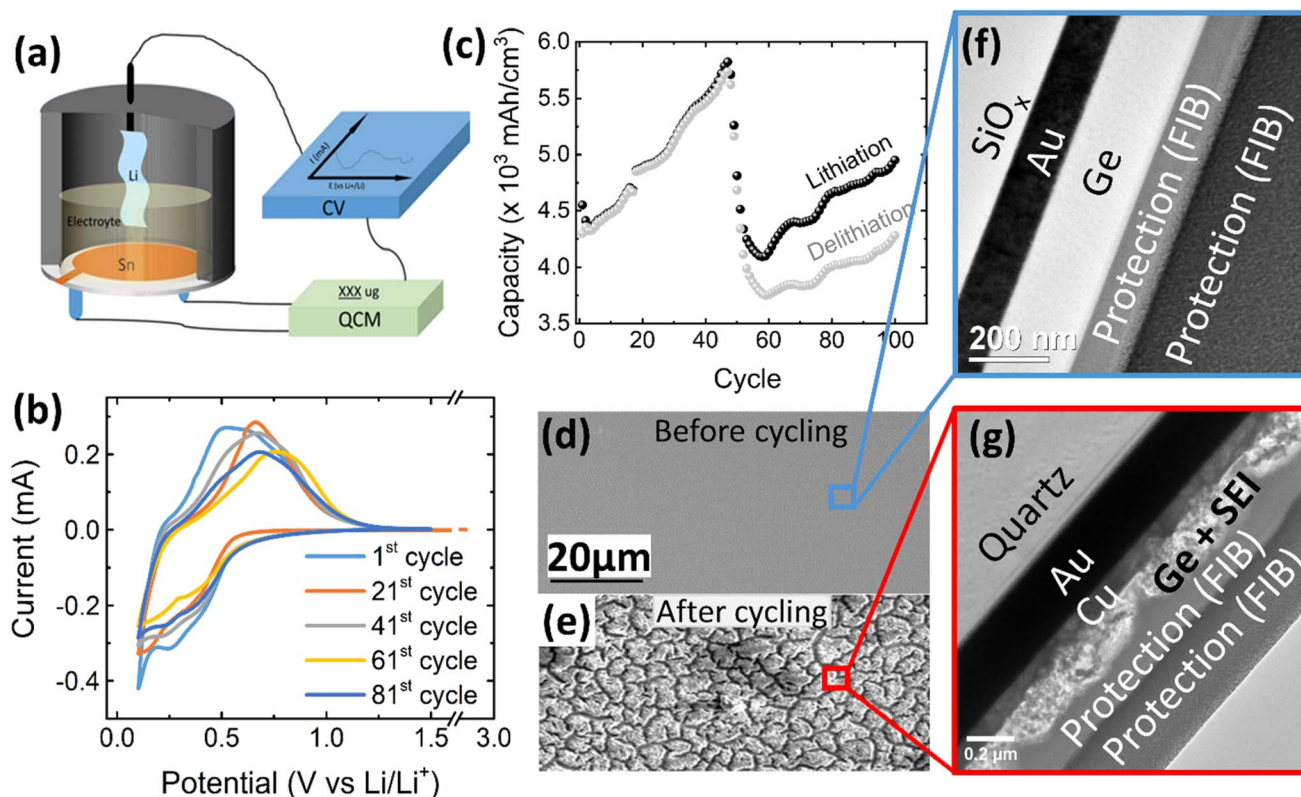 (a)
Li
Electroyte
Sn
I (mA)
E (vs Li+/Li)
CV
XXX ug
QCM
(b)
Current (mA)
0.2
0.0
-0.2
-0.4
1st cycle
21st cycle
41st cycle
61st cycle
81st cycle
0.0 0.5 1.0 1.5 3.0
Potential (V vs Li/Li+)
(c)
Capacity (x 10³ mAh/cm³)
6.0
5.5
5.0
4.5
4.0
3.5
Lithiation
Delithiation
0 20 40 60 80 100
Cycle
(d)
Before cycling
20μm
(e)
After cycling
(f)
SiOx
Au
Ge
Protection (FIB)
Protection (FIB)
200 nm
(g)
Quartz
Au
Cu
Ge + SEI
Protection (FIB)
Protection (FIB)
0.2 μm